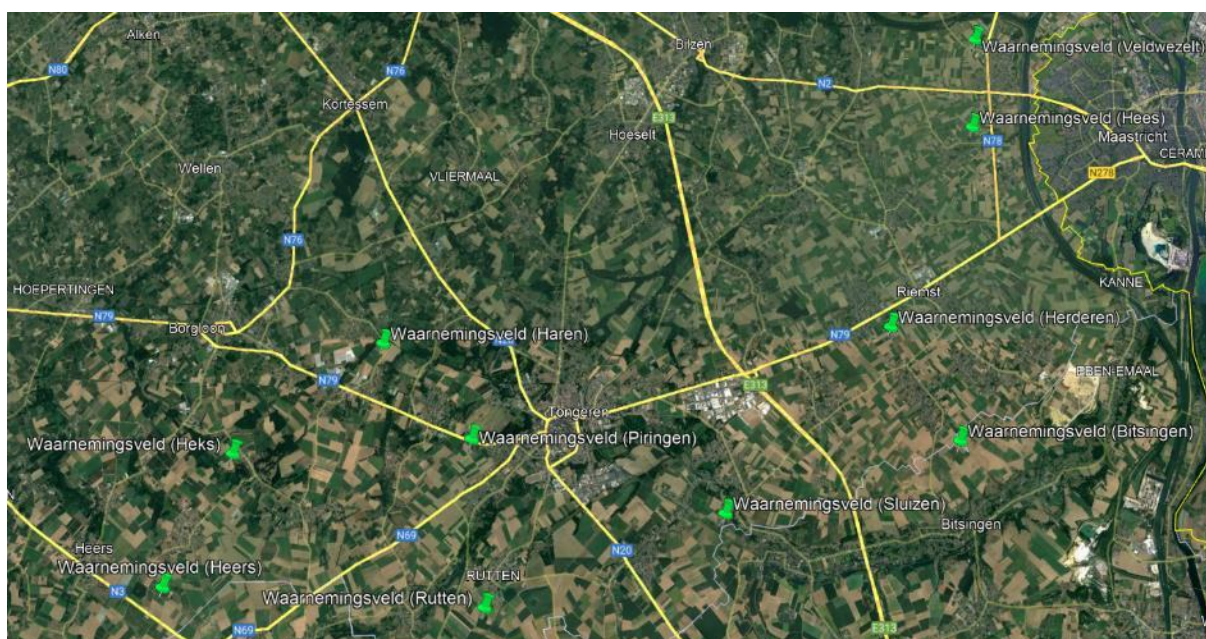 Alken
N80
N76
Kortessem
Wellen
VLIERMAAL
Bilzen
N2
Hoeselt
E313
Waarnemingsveld (Veldwezelt)
Waarnemingsveld (Hees)
Maastricht
N78
N278
N76
HOEPERTINGEN
N79
Borgloon
Waarnemingsveld (Haren)
N79
Riemst
KANNE
Waarnemingsveld (Herderen)
N79
E313
EBEN-EMAAL
Tongeren
Waarnemingsveld (Heks)
Waarnemingsveld (Piringen)
Waarnemingsveld (Bitsingen)
Waarnemingsveld (Sluizen)
Bitsingen
N69
N20
Heers
Waarnemingsveld (Heers)
N3
RUTTEN
Waarnemingsveld (Rutten)
N69
E313